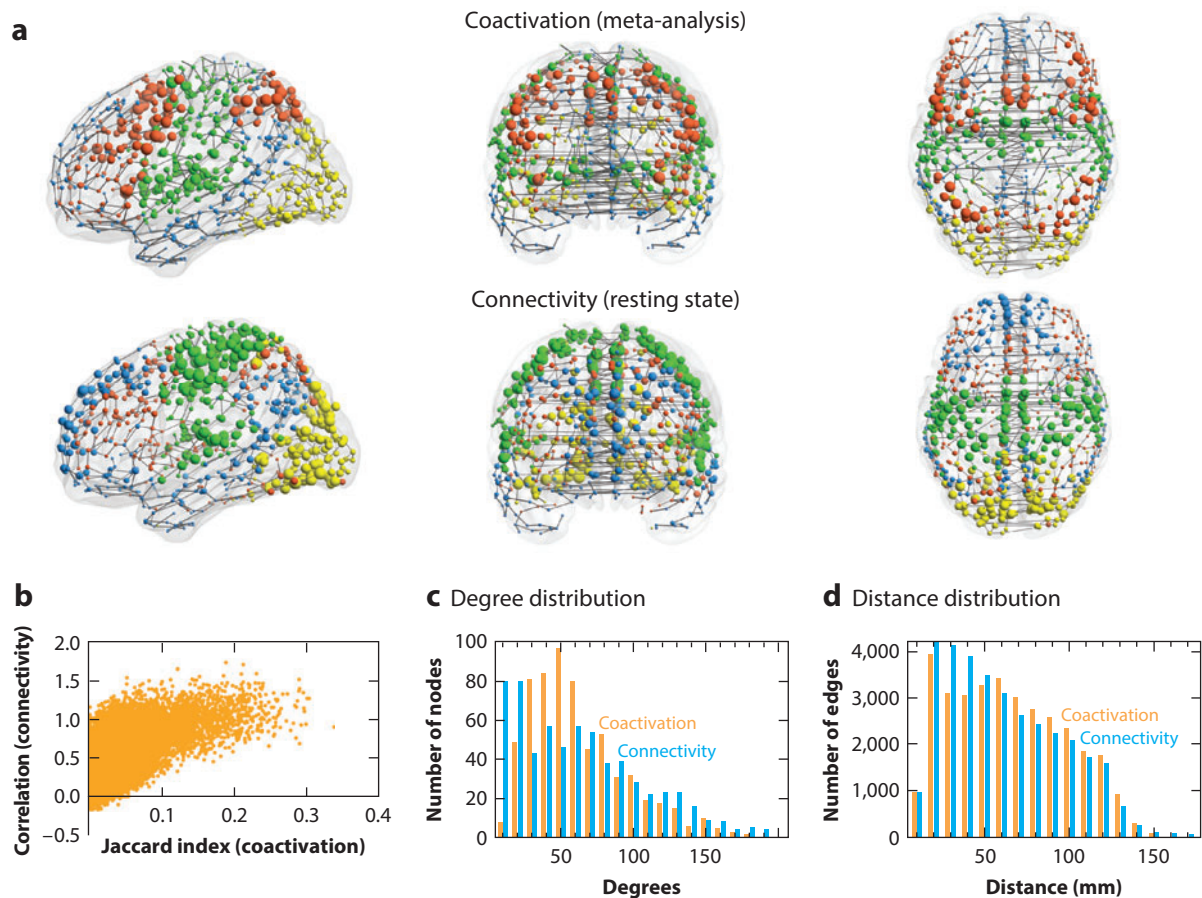 a
Coactivation (meta-analysis)
Connectivity (resting state)
b
Correlation (connectivity)
2.0
1.5
1.0
0.5
0.0
−0.5
0.1
0.2
0.3
0.4
Jaccard index (coactivation)
c Degree distribution
Number of nodes
100
80
60
40
20
0
Coactivation
Connectivity
50
100
150
Degrees
d Distance distribution
Number of edges
4,000
3,000
2,000
1,000
0
Coactivation
Connectivity
50
100
150
Distance (mm)